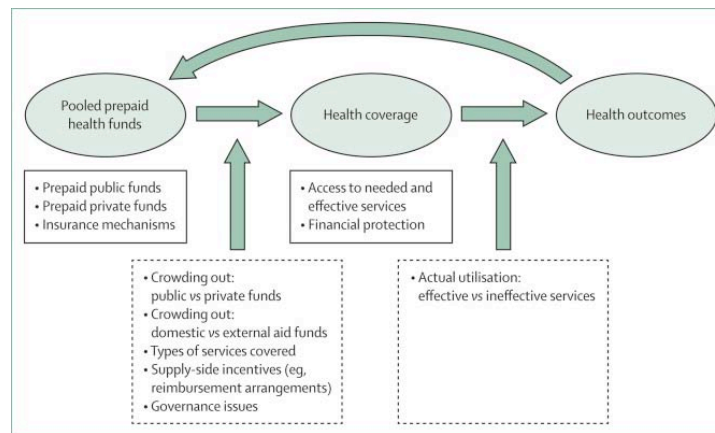 Pooled prepaid
health funds
Health coverage
Health outcomes
• Prepaid public funds
• Prepaid private funds
• Insurance mechanisms
• Access to needed and
effective services
• Financial protection
• Crowding out:
public vs private funds
• Crowding out:
domestic vs external aid funds
• Types of services covered
• Supply-side incentives (eg,
reimbursement arrangements)
• Governance issues
• Actual utilisation:
effective vs ineffective services